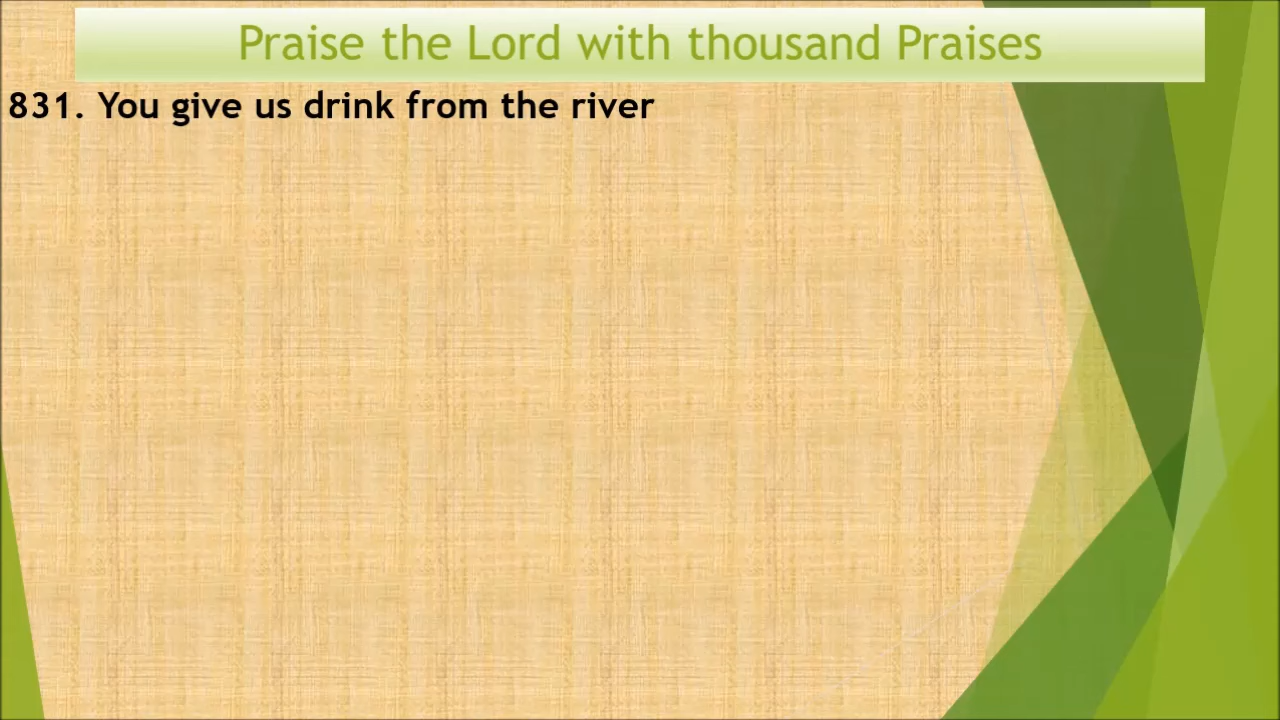 Praise the Lord with thousand Praises
831. You give us drink from the river